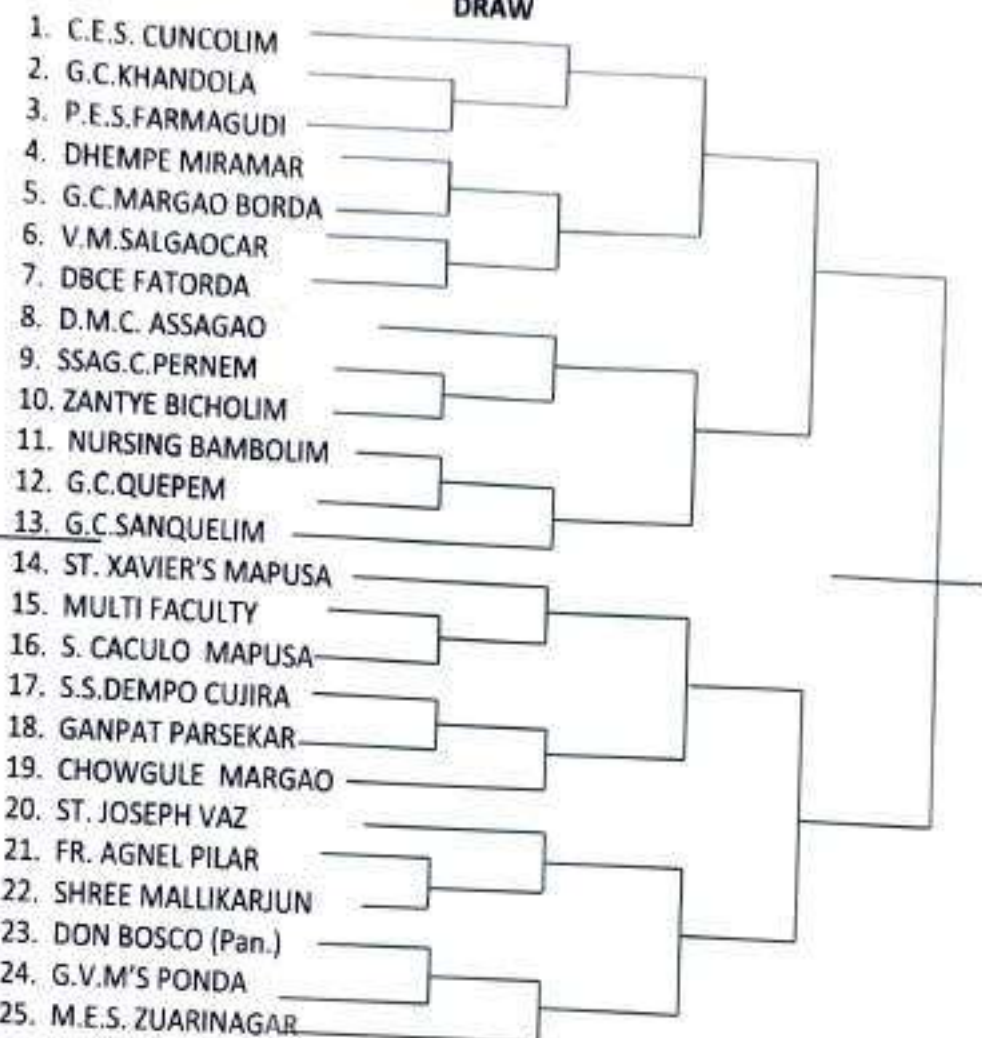 DRAW
1. C.E.S. CUNCOLIM
2. G.C.KHANDOLA
3. P.E.S.FARMAGUDI
4. DHEMPE MIRAMAR
5. G.C.MARGAO BORDA
6. V.M.SALGAOCAR
7. DBCE FATORDA
8. D.M.C. ASSAGAO
9. SSAG.C.PERNEM
10. ZANTYE BICHOLIM
11. NURSING BAMBOLIM
12. G.C.QUEPEM
13. G.C.SANQUELIM
14. ST. XAVIER'S MAPUSA
15. MULTI FACULTY
16. S. CACULO MAPUSA
17. S.S.DEMPO CUJIRA
18. GANPAT PARSEKAR
19. CHOWGULE MARGAO
20. ST. JOSEPH VAZ
21. FR. AGNEL PILAR
22. SHREE MALLIKARJUN
23. DON BOSCO (Pan.)
24. G.V.M'S PONDA
25. M.E.S. ZUARINAGAR